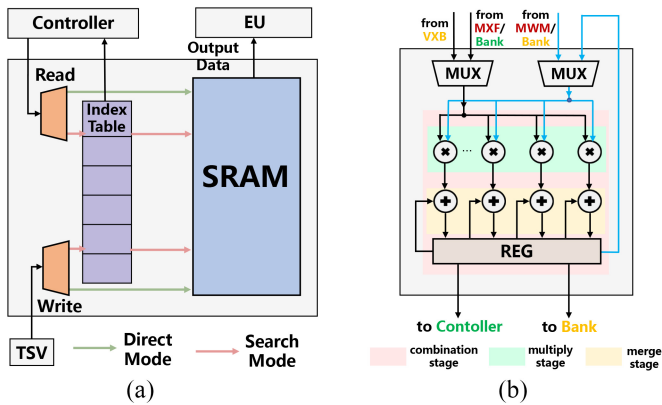 Controller
EU
Output
Data
Read
Index
Table
SRAM
Write
TSV
Direct
Mode
Search
Mode
(a)
from
VXB
from
MXF/
Bank
from
MWM/
Bank
MUX
MUX
...
REG
to Contoller
to Bank
combination
stage
multiply
stage
merge
stage
(b)